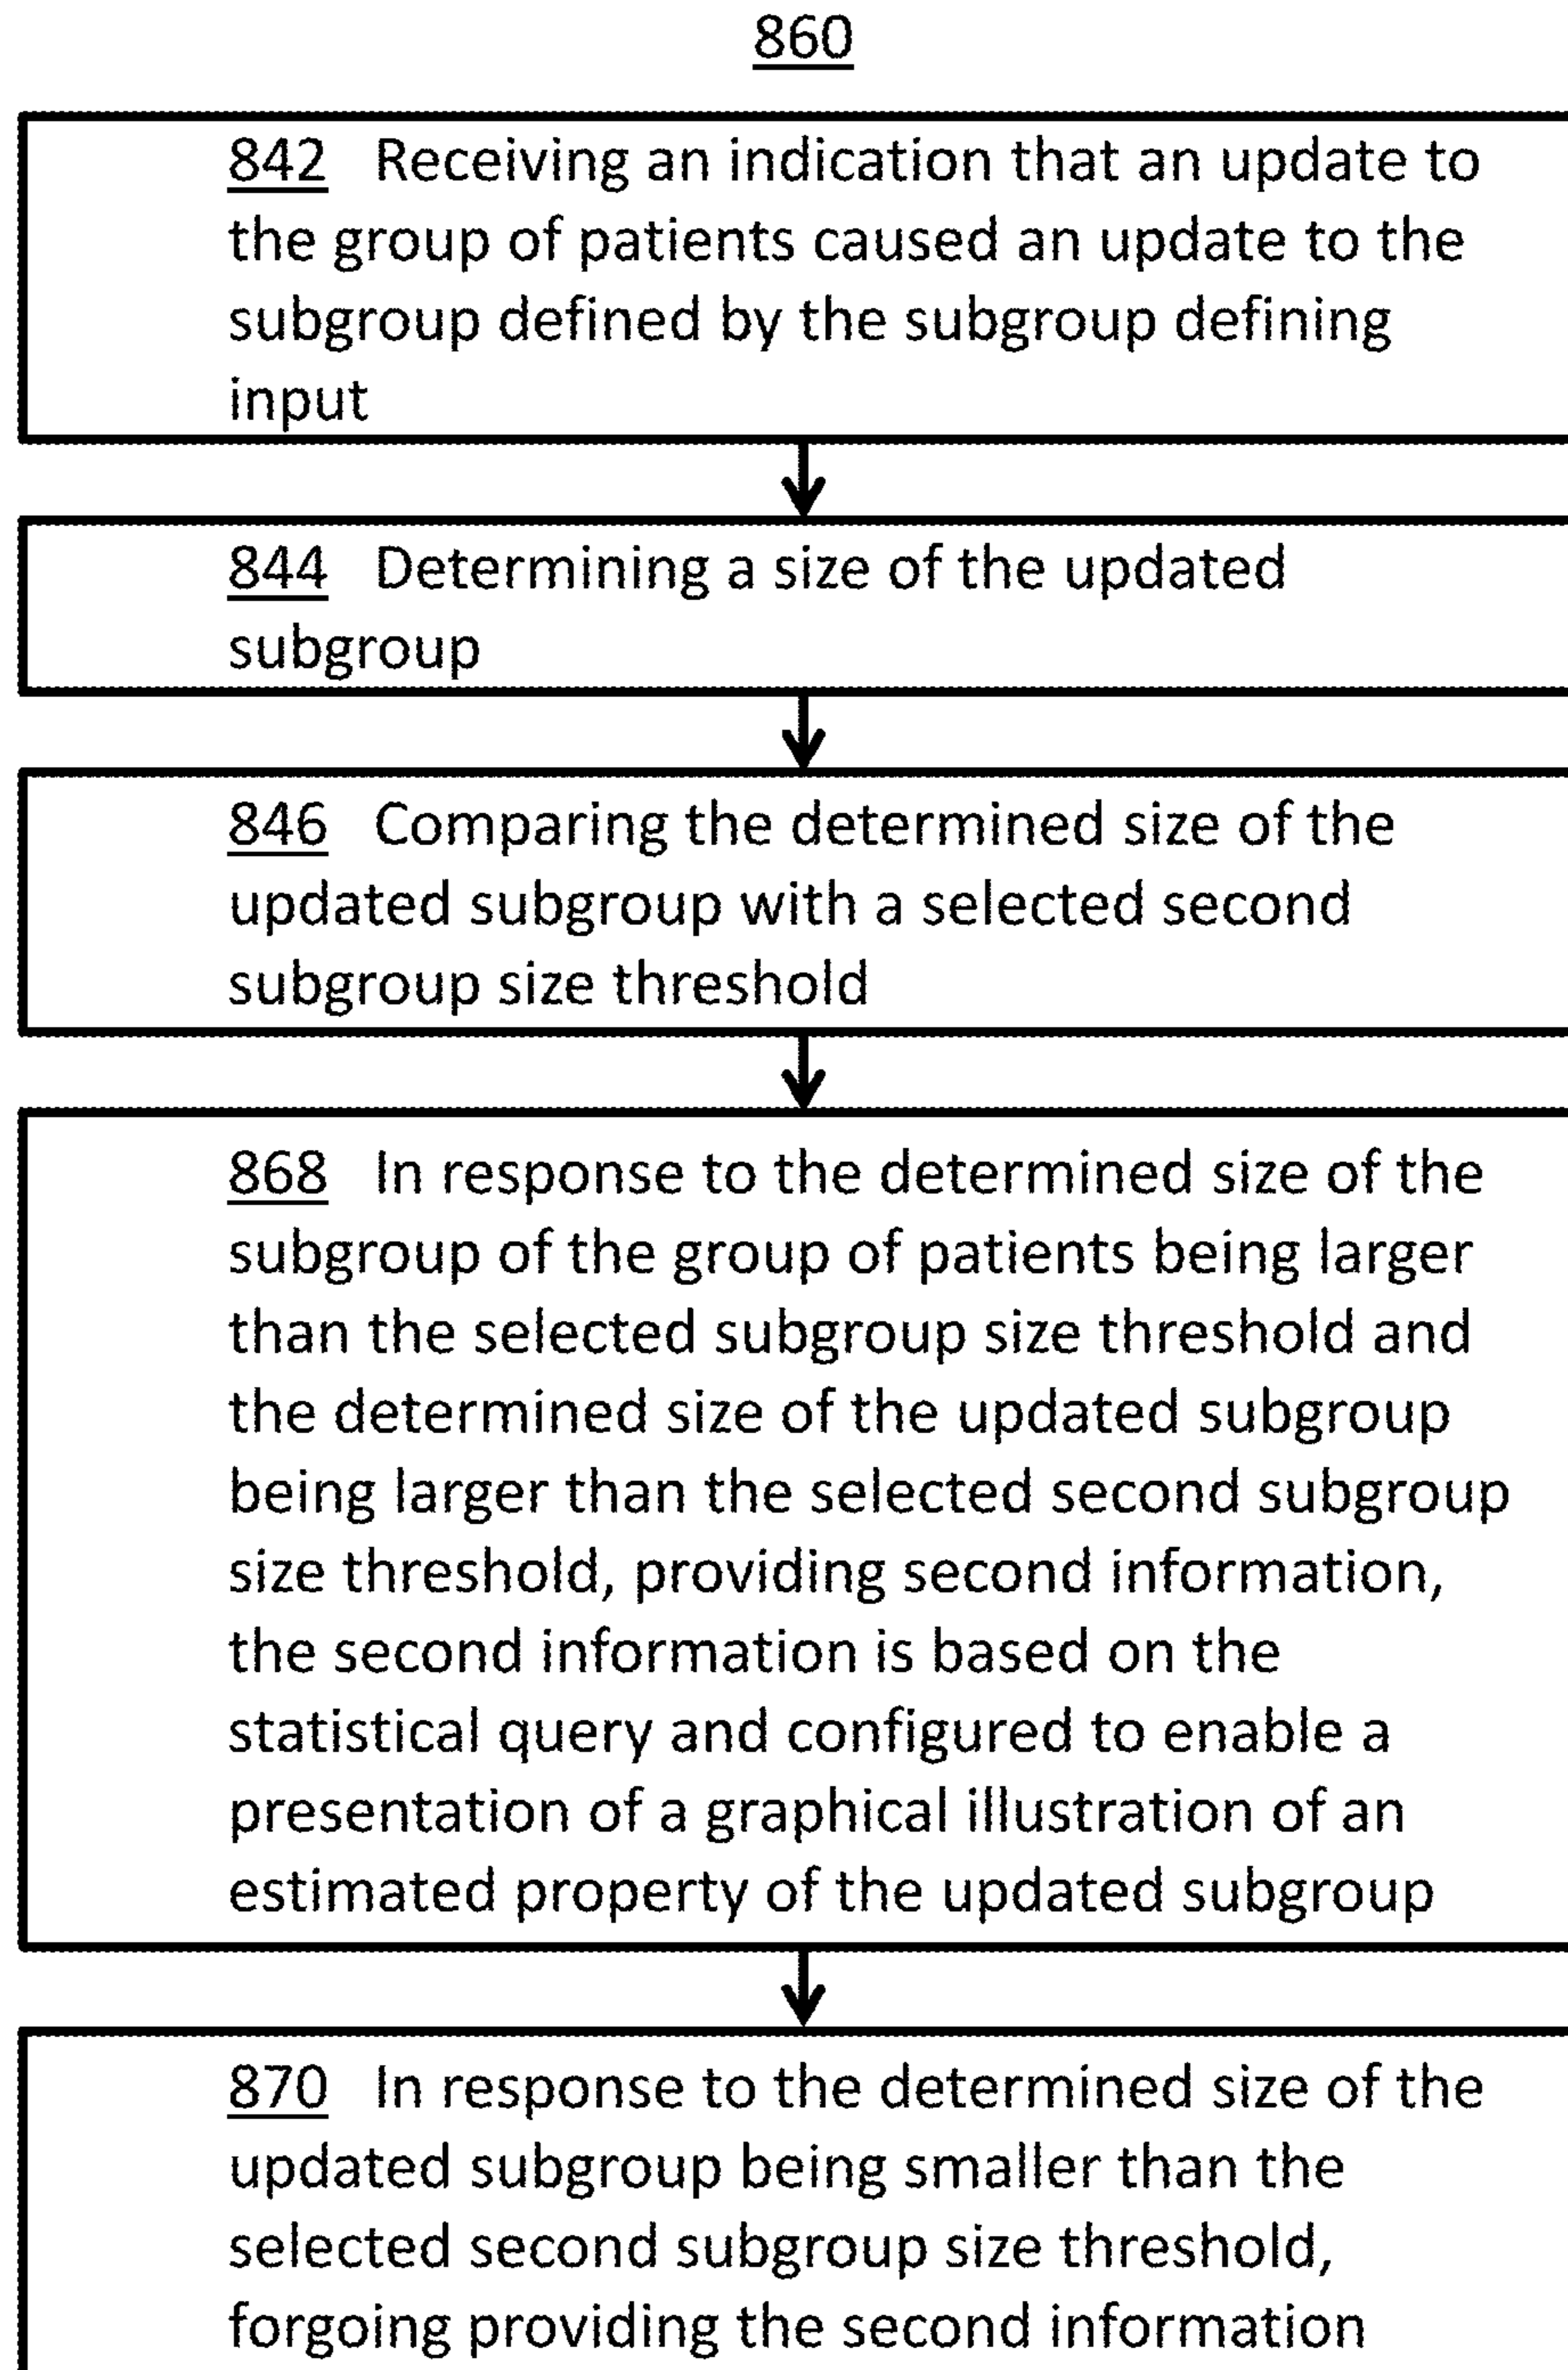 860
842 Receiving an indication that an update to
the group of patients caused an update to the
subgroup defined by the subgroup defining
input
844 Determining a size of the updated
subgroup
846 Comparing the determined size of the
updated subgroup with a selected second
subgroup size threshold
868 In response to the determined size of the
subgroup of the group of patients being larger
than the selected subgroup size threshold and
the determined size of the updated subgroup
being larger than the selected second subgroup
size threshold, providing second information,
the second information is based on the
statistical query and configured to enable a
presentation of a graphical illustration of an
estimated property of the updated subgroup
870 In response to the determined size of the
updated subgroup being smaller than the
selected second subgroup size threshold,
forgoing providing the second information